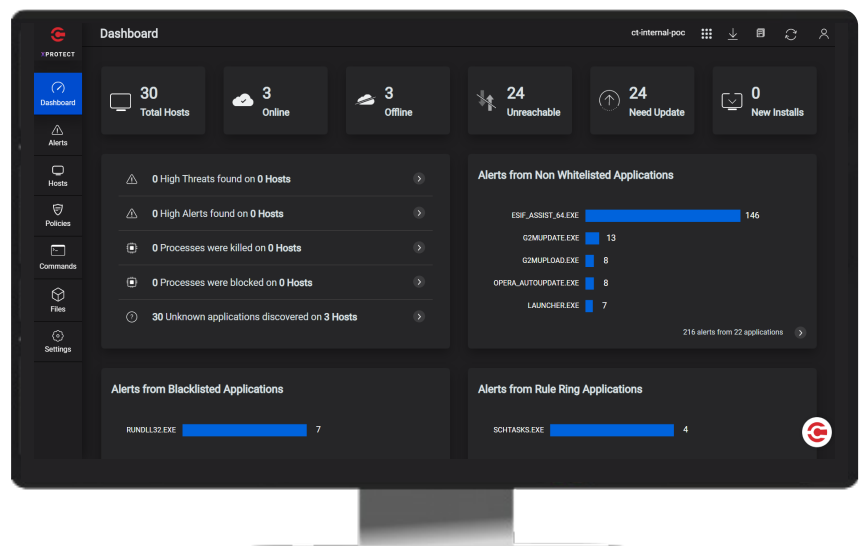 Dashboard
ct-internal-poc
XPROTECT
Dashboard
Alerts
Hosts
Policies
Commands
Files
Settings
30
Total Hosts
3
Online
3
Offline
24
Unreachable
24
Need Update
0
New Installs
0 High Threats found on 0 Hosts
0 High Alerts found on 0 Hosts
0 Processes were killed on 0 Hosts
0 Processes were blocked on 0 Hosts
30 Unknown applications discovered on 3 Hosts
Alerts from Non Whitelisted Applications
ESIF_ASSIST_64.EXE 146
G2MUPDATE.EXE 13
G2MUPLOAD.EXE 8
OPERA_AUTOUPDATE.EXE 8
LAUNCHER.EXE 7
216 alerts from 22 applications
Alerts from Blacklisted Applications
RUNDLL32.EXE 7
Alerts from Rule Ring Applications
SCHTASKS.EXE 4